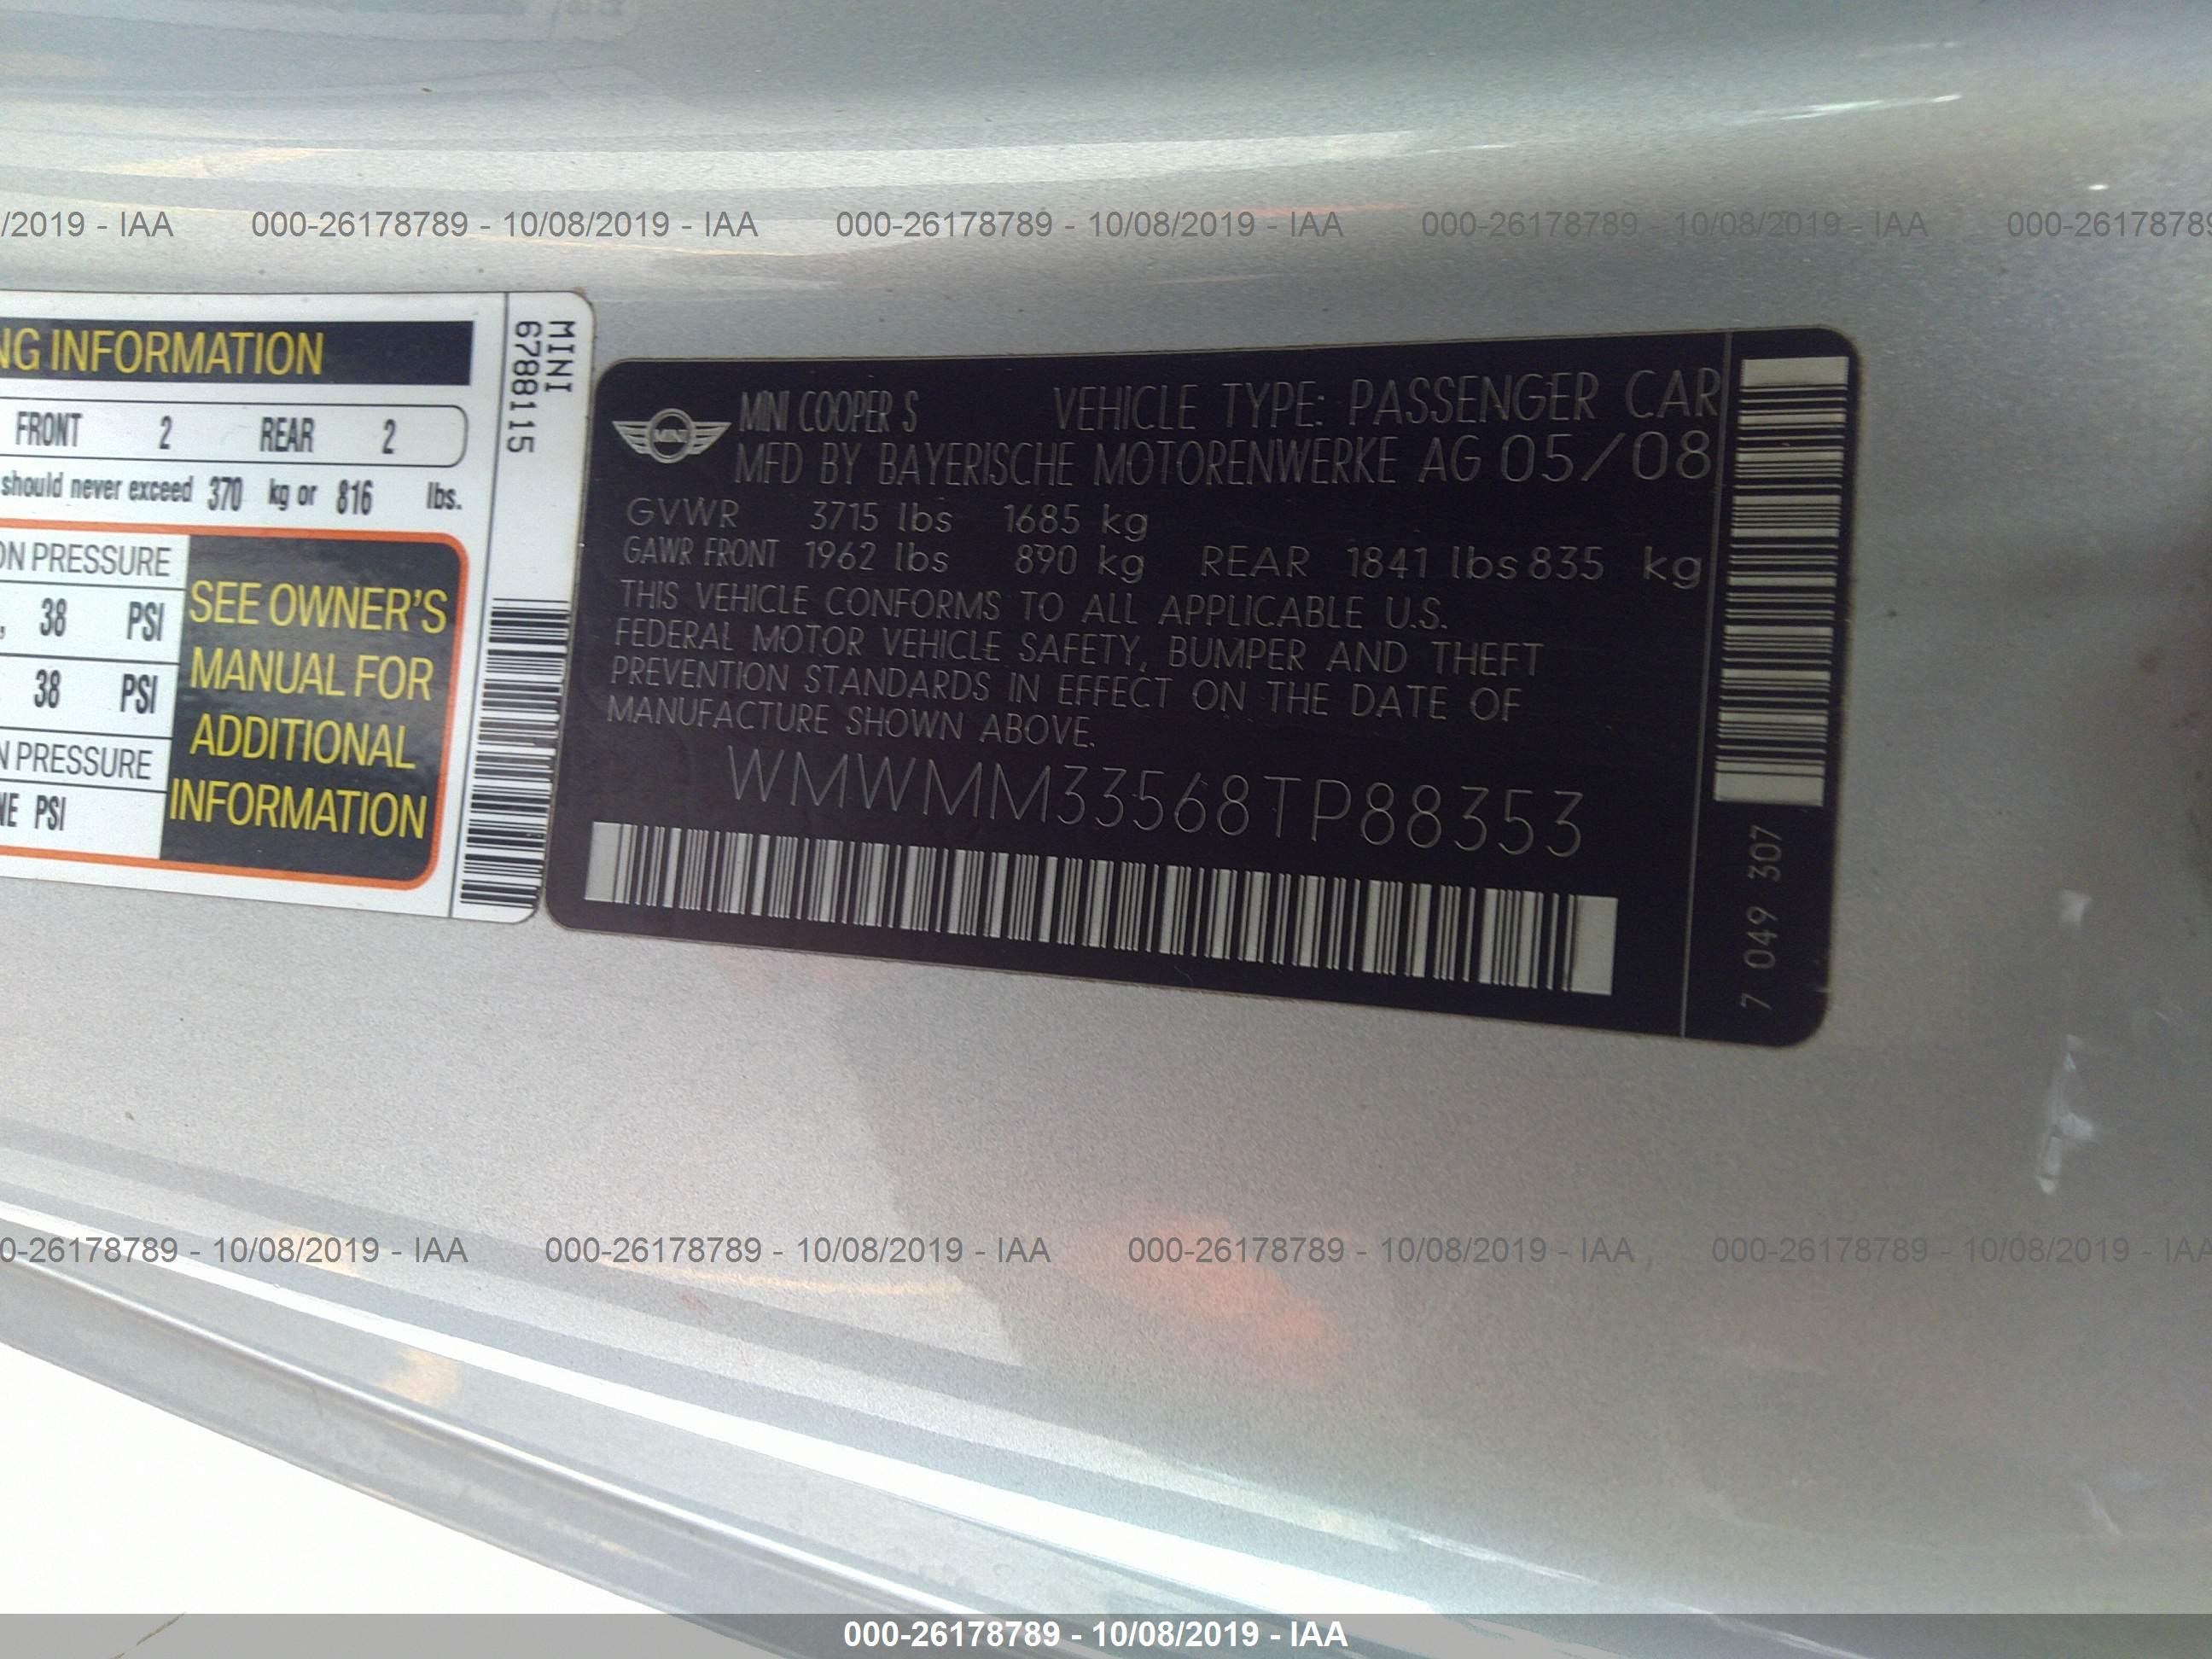 /2019 - IAA 000-26178789 - 10/08/2019 - IAA 000-26178789 - 10/08/2019 - IAA 000-26178789 - 10/08/2019 - IAA 000-26178789
NG INFORMATION
FRONT 2 REAR 2
should never exceed 370 kg or 816 lbs.
ON PRESSURE
, 38 PSI
38 PSI
N PRESSURE
NE PSI
SEE OWNER'S
MANUAL FOR
ADDITIONAL
INFORMATION
MINI
6788115
MINI
MINI COOPER S VEHICLE TYPE: PASSENGER CAR
MFD BY BAYERISCHE MOTORENWERKE AG 05/08
GVWR 3715 lbs 1685 kg
GAWR FRONT 1962 lbs 890 kg REAR 1841 lbs 835 kg
THIS VEHICLE CONFORMS TO ALL APPLICABLE U.S.
FEDERAL MOTOR VEHICLE SAFETY, BUMPER AND THEFT
PREVENTION STANDARDS IN EFFECT ON THE DATE OF
MANUFACTURE SHOWN ABOVE.
WMWMM33568TP88353
7 049 307
0-26178789 - 10/08/2019 - IAA 000-26178789 - 10/08/2019 - IAA 000-26178789 - 10/08/2019 - IAA 000-26178789 - 10/08/2019 - IAA
000-26178789 - 10/08/2019 - IAA